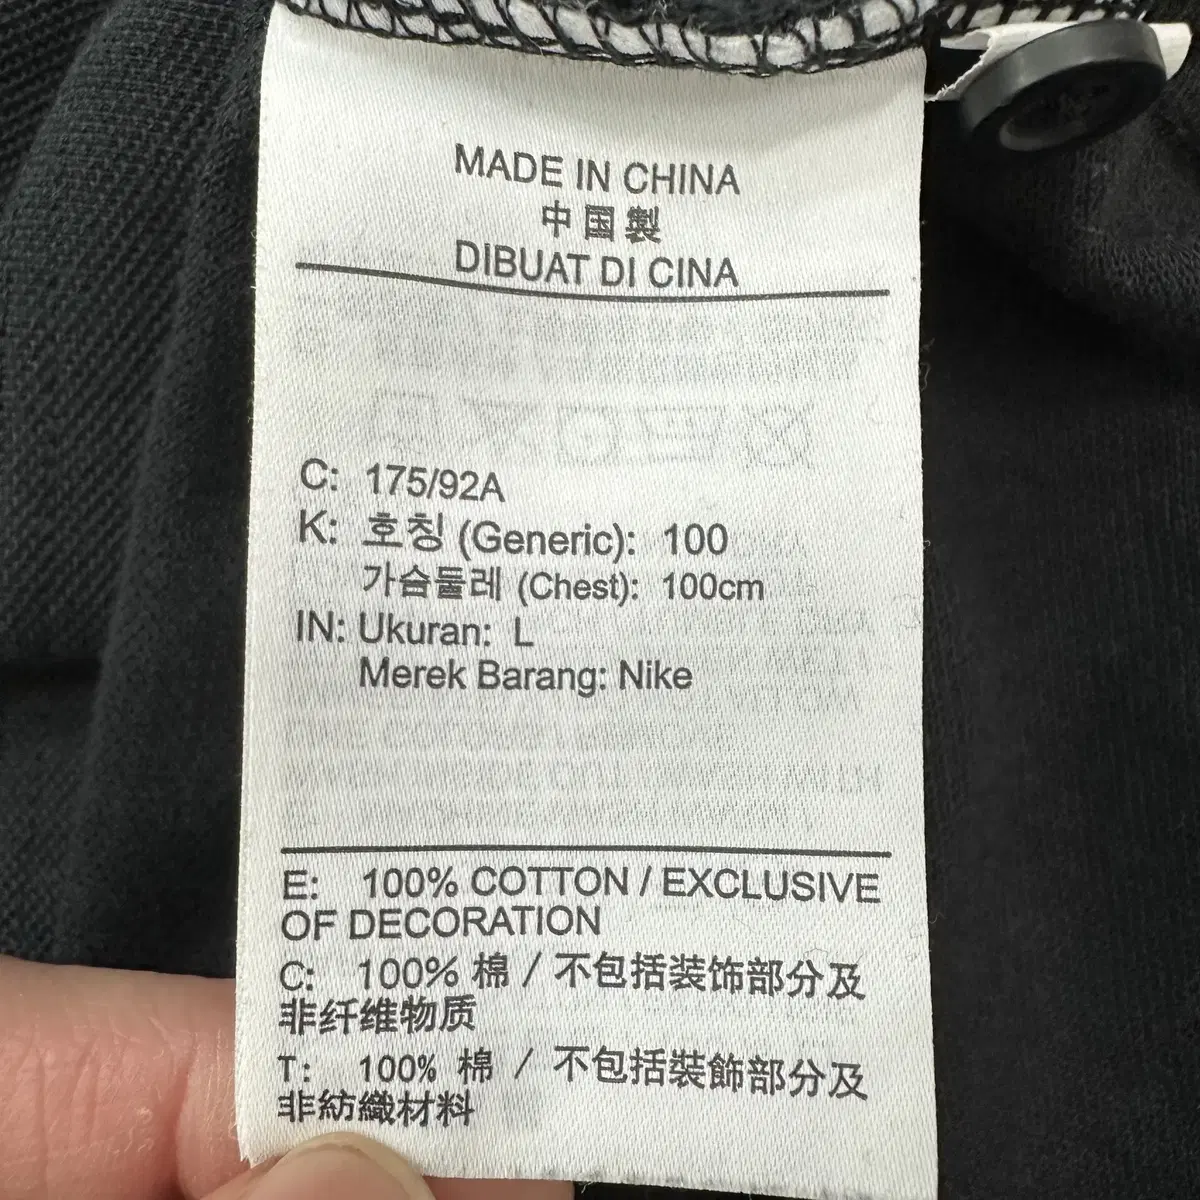 MADE IN CHINA
中国製
DIBUAT DI CINA
C: 175/92A
K: 호칭 (Generic): 100
가슴둘레 (Chest): 100cm
IN: Ukuran: L
Merek Barang: Nike
E: 100% COTTON / EXCLUSIVE
OF DECORATION
C: 100% 棉 / 不包括装饰部分及
非纤维物质
T: 100% 棉 / 不包括裝飾部分及
非紡織材料